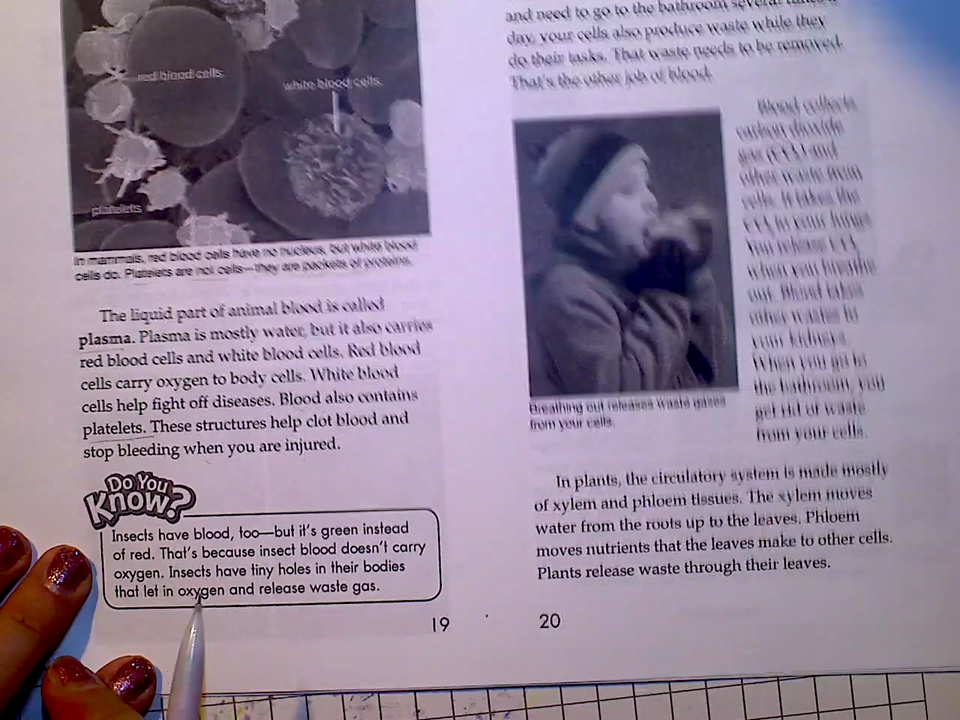 red blood cells
white blood cells
platelets
In mammals, red blood cells have no nucleus, but white blood
cells do. Platelets are not cells—they are packets of proteins.
The liquid part of animal blood is called
plasma. Plasma is mostly water, but it also carries
red blood cells and white blood cells. Red blood
cells carry oxygen to body cells. White blood
cells help fight off diseases. Blood also contains
platelets. These structures help clot blood and
stop bleeding when you are injured.
Do You
Know?
Insects have blood, too—but it's green instead
of red. That's because insect blood doesn't carry
oxygen. Insects have tiny holes in their bodies
that let in oxygen and release waste gas.
19
and need to go to the bathroom several times a
day, your cells also produce waste while they
do their tasks. That waste needs to be removed.
That's the other job of blood.
Blood collects
carbon dioxide
gas (CO₂) and
other waste from
cells. It takes the
CO₂ to your lungs.
You release CO₂
when you breathe
out. Blood takes
other wastes to
your kidneys.
When you go to
the bathroom, you
get rid of waste
from your cells.
Breathing out releases waste gases
from your cells.
In plants, the circulatory system is made mostly
of xylem and phloem tissues. The xylem moves
water from the roots up to the leaves. Phloem
moves nutrients that the leaves make to other cells.
Plants release waste through their leaves.
20